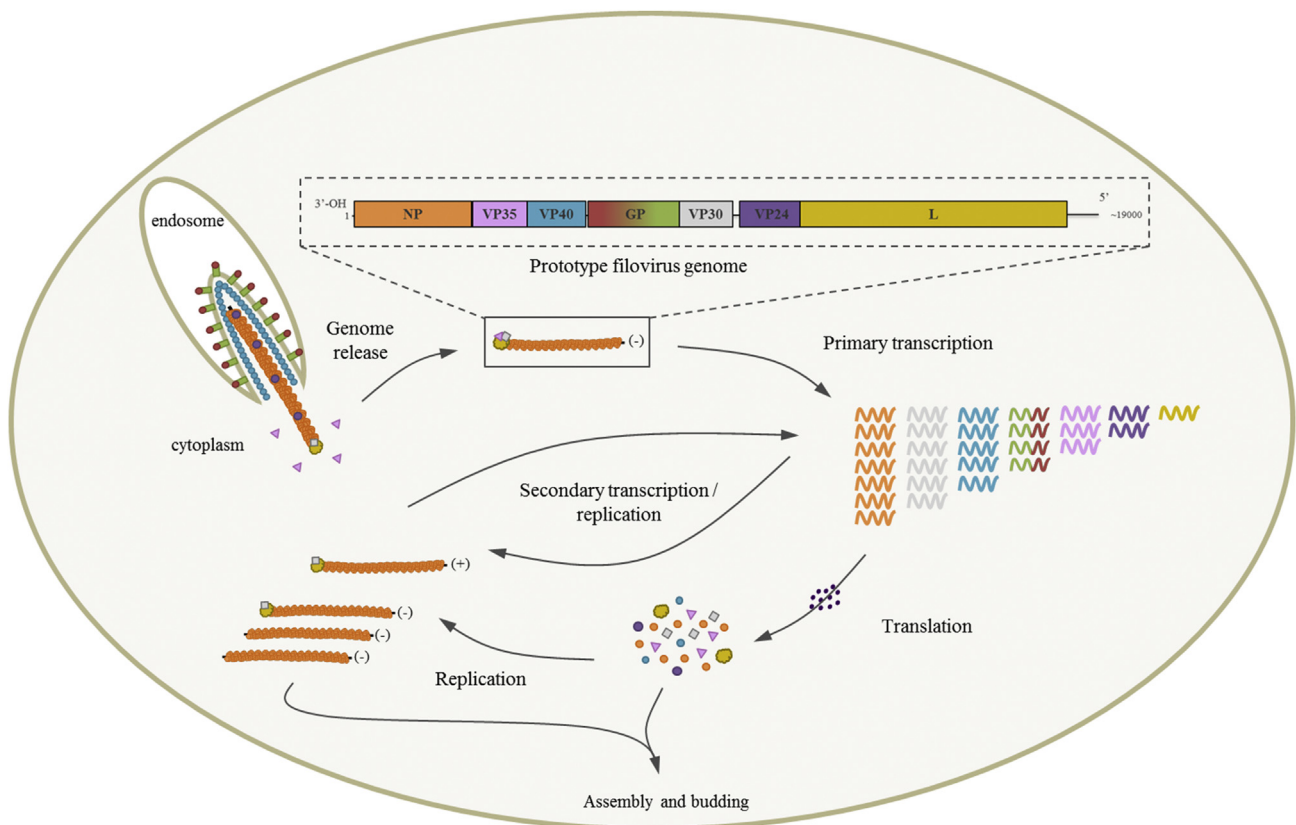 endosome
3'-OH
1
NP
VP35
VP40
GP
VP30
VP24
L
5'
~19000
Prototype filovirus genome
Genome
release
(-)
Primary transcription
cytoplasm
Secondary transcription /
replication
(+)
(-)
(-)
(-)
Translation
Replication
Assembly and budding